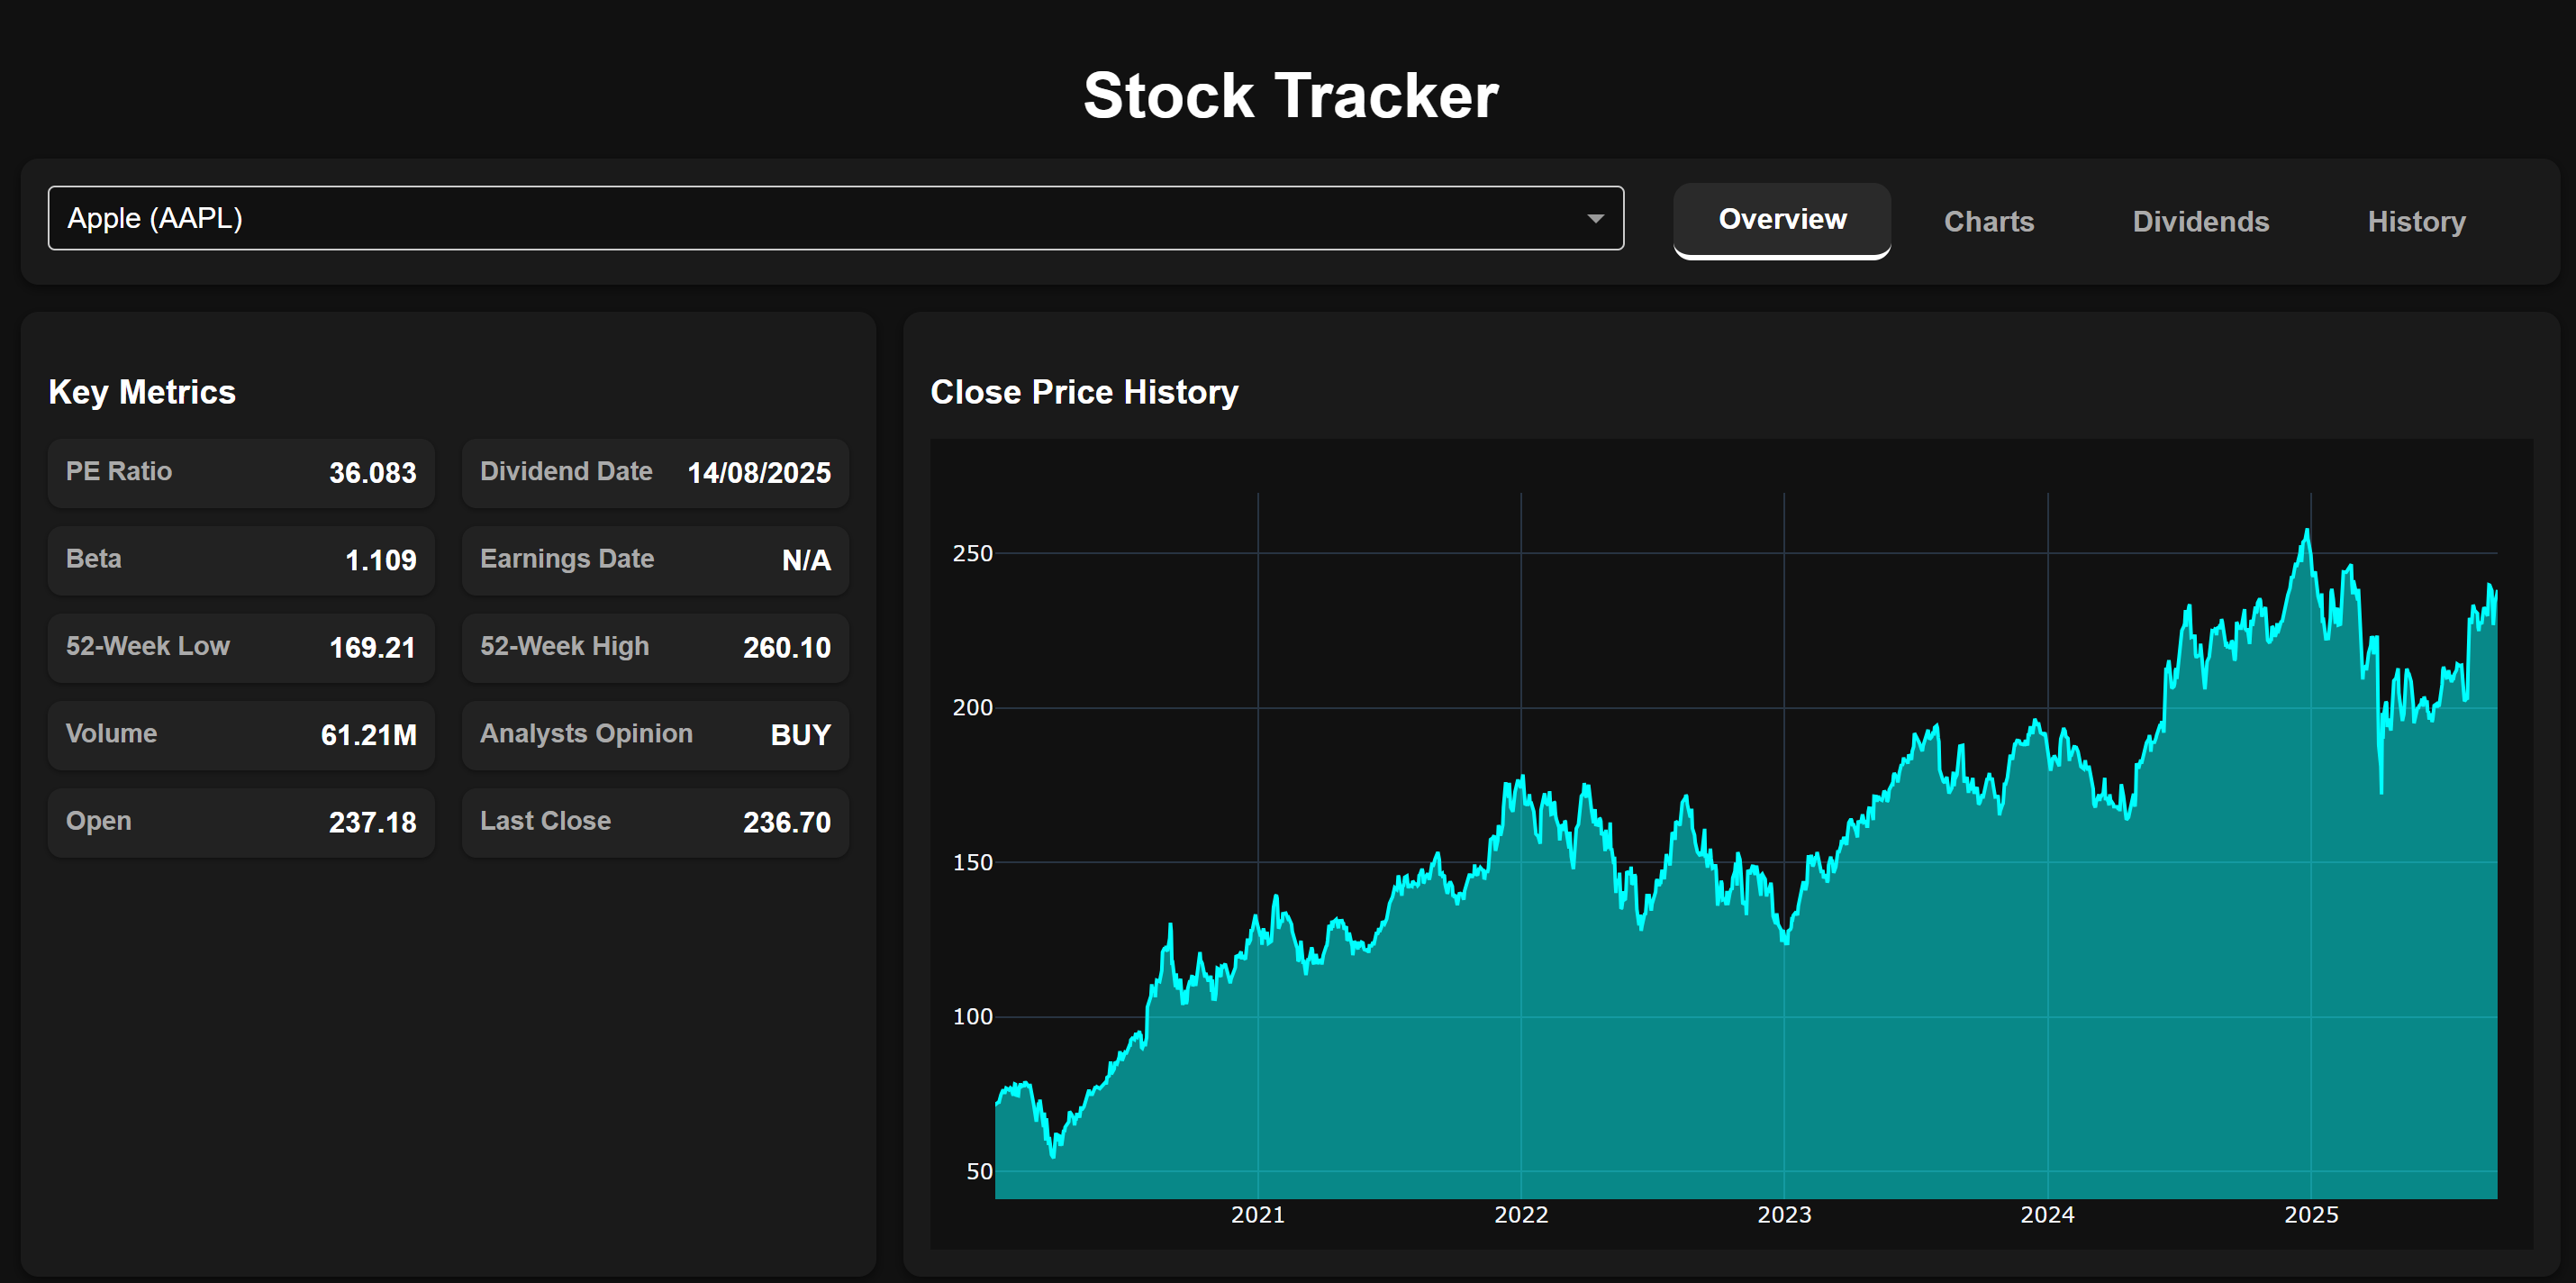 Stock Tracker
Apple (AAPL)
Overview
Charts
Dividends
History
Key Metrics
PE Ratio 36.083
Dividend Date 14/08/2025
Beta 1.109
Earnings Date N/A
52-Week Low 169.21
52-Week High 260.10
Volume 61.21M
Analysts Opinion BUY
Open 237.18
Last Close 236.70
Close Price History
250
200
150
100
50
2021
2022
2023
2024
2025